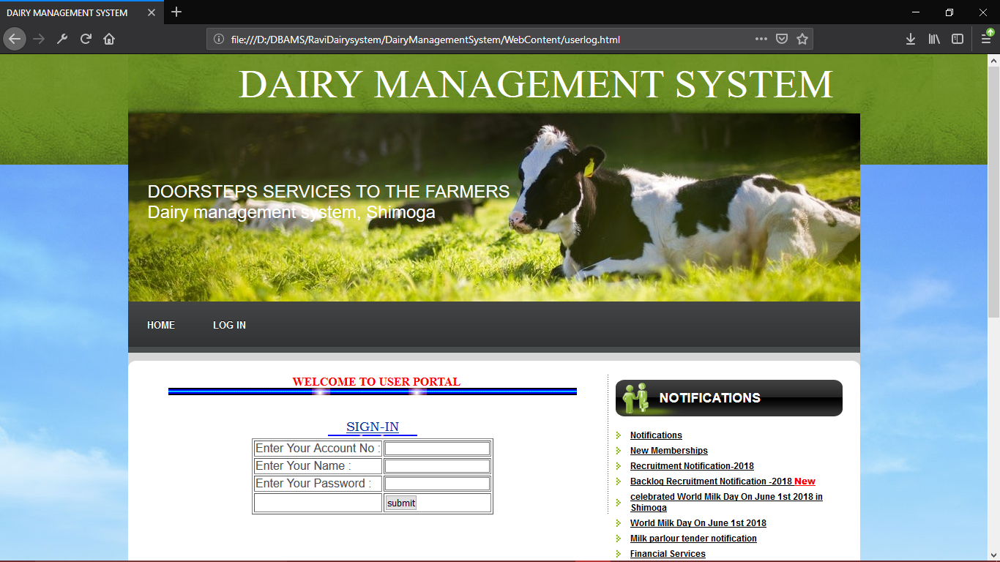 DAIRY MANAGEMENT SYSTEM
file:///D:/DBAMS/RaviDairysystem/DairyManagementSystem/WebContent/userlog.html
DAIRY MANAGEMENT SYSTEM
DOORSTEPS SERVICES TO THE FARMERS
Dairy management system, Shimoga
HOME LOG IN
WELCOME TO USER PORTAL
SIGN-IN
Enter Your Account No :
Enter Your Name :
Enter Your Password :
submit
NOTIFICATIONS
Notifications
New Memberships
Recruitment Notification-2018
Backlog Recruitment Notification -2018 New
celebrated World Milk Day On June 1st 2018 in
Shimoga
World Milk Day On June 1st 2018
Milk parlour tender notification
Financial Services